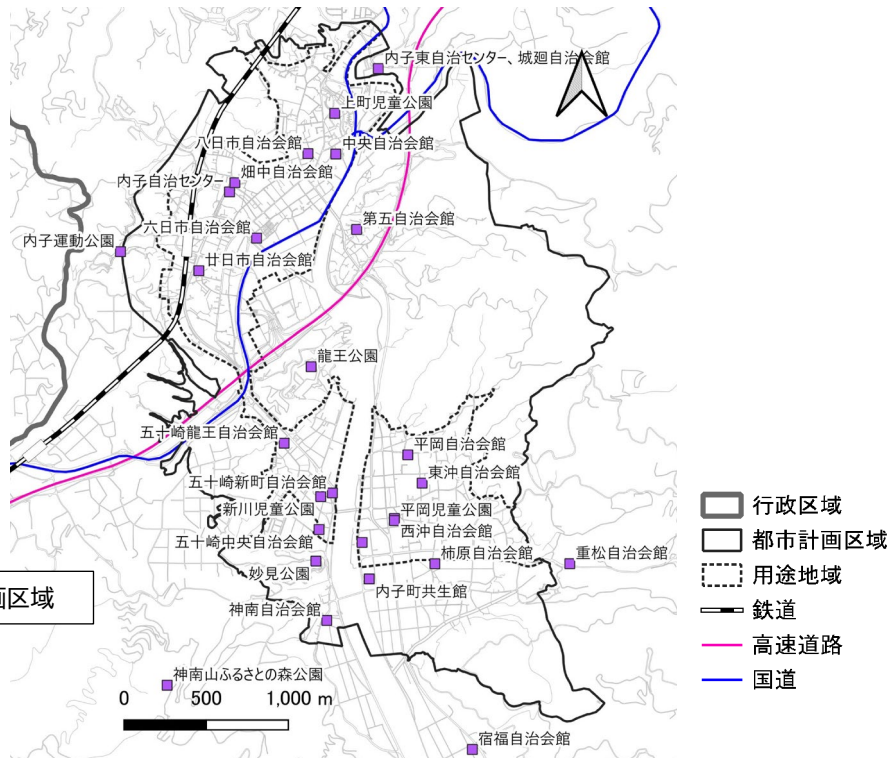 内子東自治センター、城廻自治会館
上町児童公園
八日市自治会館
中央自治会館
畑中自治会館
内子自治センター
六日市自治会館
第五自治会館
内子運動公園
廿日市自治会館
龍王公園
五十崎龍王自治会館
平岡自治会館
東沖自治会館
五十崎新町自治会館
新川児童公園
平岡児童公園
西沖自治会館
五十崎中央自治会館
柿原自治会館
重松自治会館
妙見公園
内子町共生館
画区域
神南自治会館
神南山ふるさとの森公園
0 500 1,000 m
宿福自治会館
行政区域
都市計画区域
用途地域
鉄道
高速道路
国道